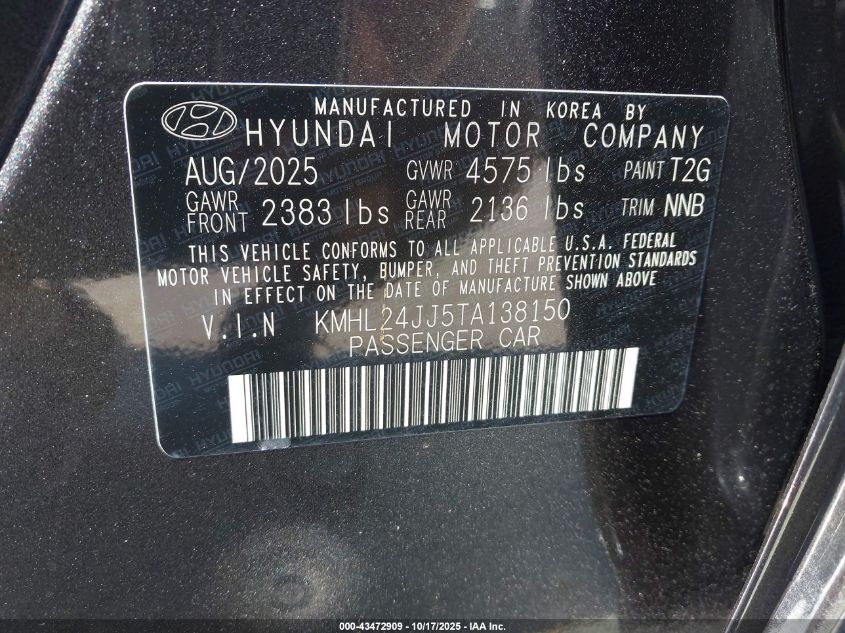 MANUFACTURED IN KOREA BY
HYUNDAI MOTOR COMPANY
AUG/2025 GVWR 4575 lbs PAINT T2G
GAWR FRONT 2383 lbs GAWR REAR 2136 lbs TRIM NNB
THIS VEHICLE CONFORMS TO ALL APPLICABLE U.S.A. FEDERAL
MOTOR VEHICLE SAFETY, BUMPER, AND THEFT PREVENTION STANDARDS
IN EFFECT ON THE DATE OF MANUFACTURE SHOWN ABOVE
V.I.N KMHL24JJ5TA138150
PASSENGER CAR
000-43472909 - 10/17/2025 - IAA Inc.